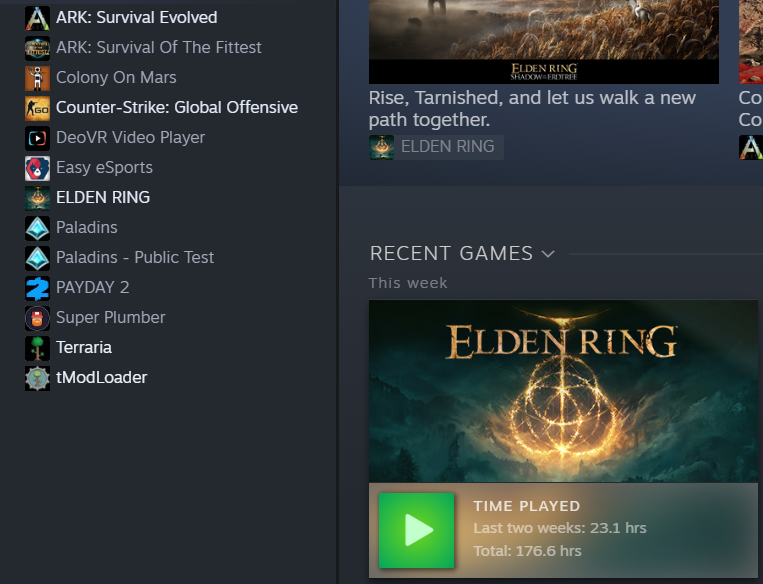 ARK: Survival Evolved
ARK: Survival Of The Fittest
Colony On Mars
GO
Counter-Strike: Global Offensive
DeoVR Video Player
Easy eSports
ELDEN RING
Paladins
Paladins - Public Test
PAYDAY 2
Super Plumber
Terraria
tModLoader
ELDEN RING
SHADOW OF THE ERDTREE
Rise, Tarnished, and let us walk a new
path together.
ELDEN RING
Co
Co
RECENT GAMES
This week
ELDEN RING
TIME PLAYED
Last two weeks: 23.1 hrs
Total: 176.6 hrs